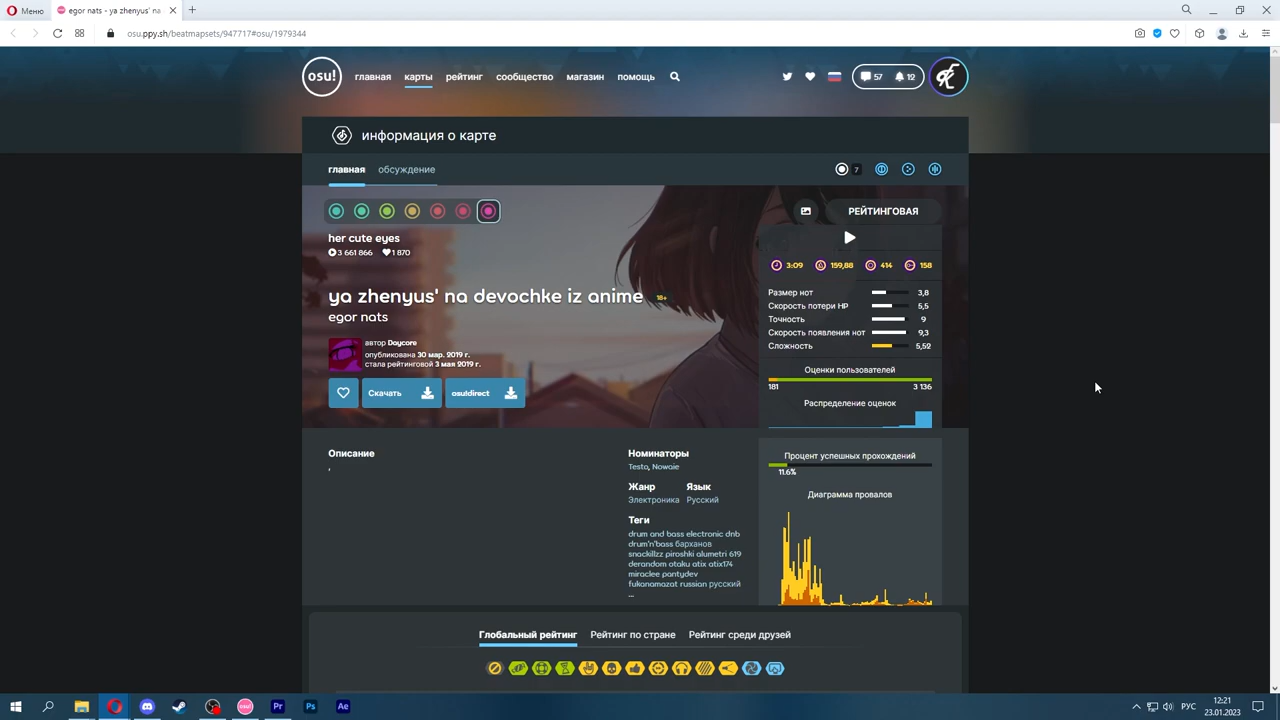 Меню
egor nats - ya zhenyus' na
osu.ppy.sh/beatmapsets/947717#osu/1979344
osu!
главная карты рейтинг сообщество магазин помощь
57 12
информация о карте
главная обсуждение
7
РЕЙТИНГОВАЯ
her cute eyes
3 661 866 1 870
3:09 159,88 414 158
ya zhenyus' na devochke iz anime 18+
egor nats
Размер нот 3,8
Скорость потери HP 5,5
Точность 9
Скорость появления нот 9,3
Сложность 5,52
автор Daycore
опубликована 30 мар. 2019 г.
стала рейтинговой 3 мая 2019 г.
Скачать
osu!direct
Оценки пользователей
181 3 136
Распределение оценок
Описание
,
Номинаторы
Testo, Nowaie
Жанр Язык
Электроника Русский
Теги
drum and bass electronic dnb
drum'n'bass барханов
snackillzz piroshki alumetri 619
derandom otaku atix atix174
miraclee pantydev
fukanamazat russian русский
...
Процент успешных прохождений
11.6%
Диаграмма провалов
Глобальный рейтинг Рейтинг по стране Рейтинг среди друзей
osu! Pr Ps Ae
РУС
12:21
23.01.2023